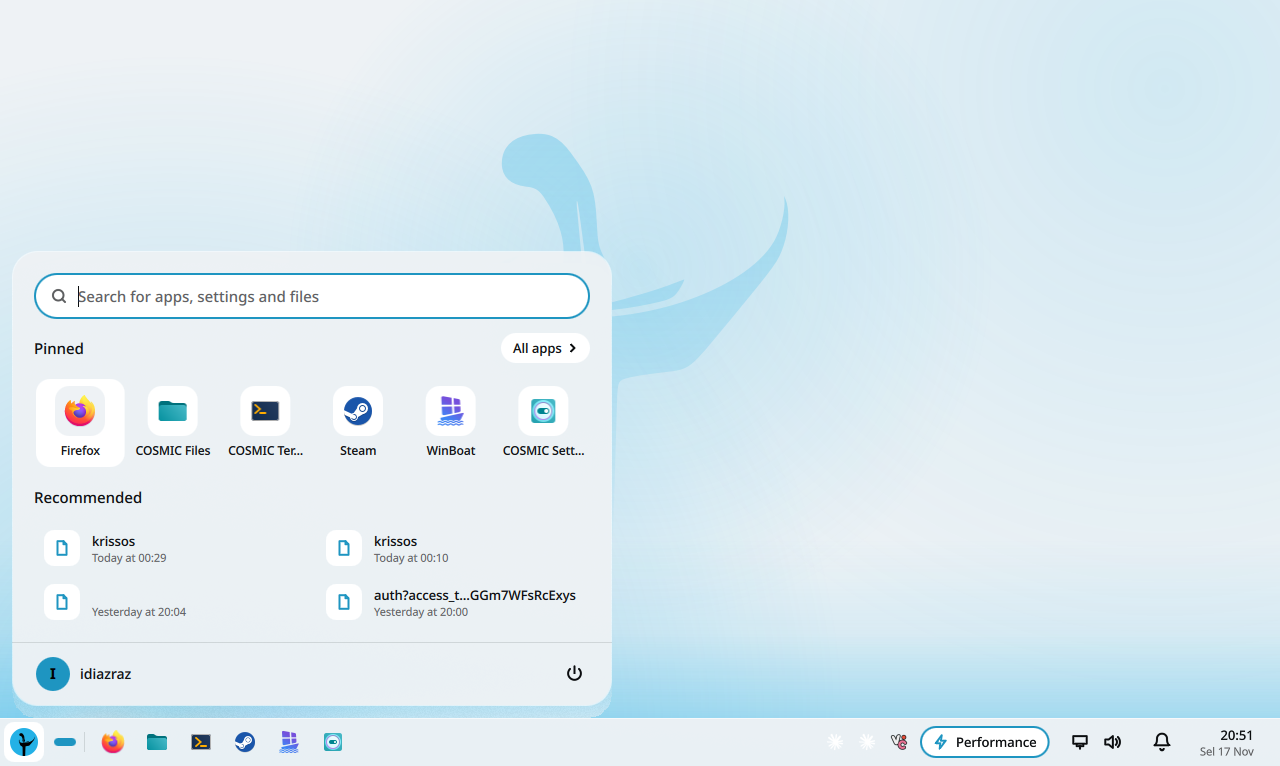 Search for apps, settings and files
Pinned
All apps
Firefox
COSMIC Files
COSMIC Ter...
Steam
WinBoat
COSMIC Sett...
Recommended
krissos
Today at 00:29
krissos
Today at 00:10
Yesterday at 20:04
auth?access_t...GGm7WFsRcExys
Yesterday at 20:00
I
idiazraz
Performance
20:51
Sel 17 Nov